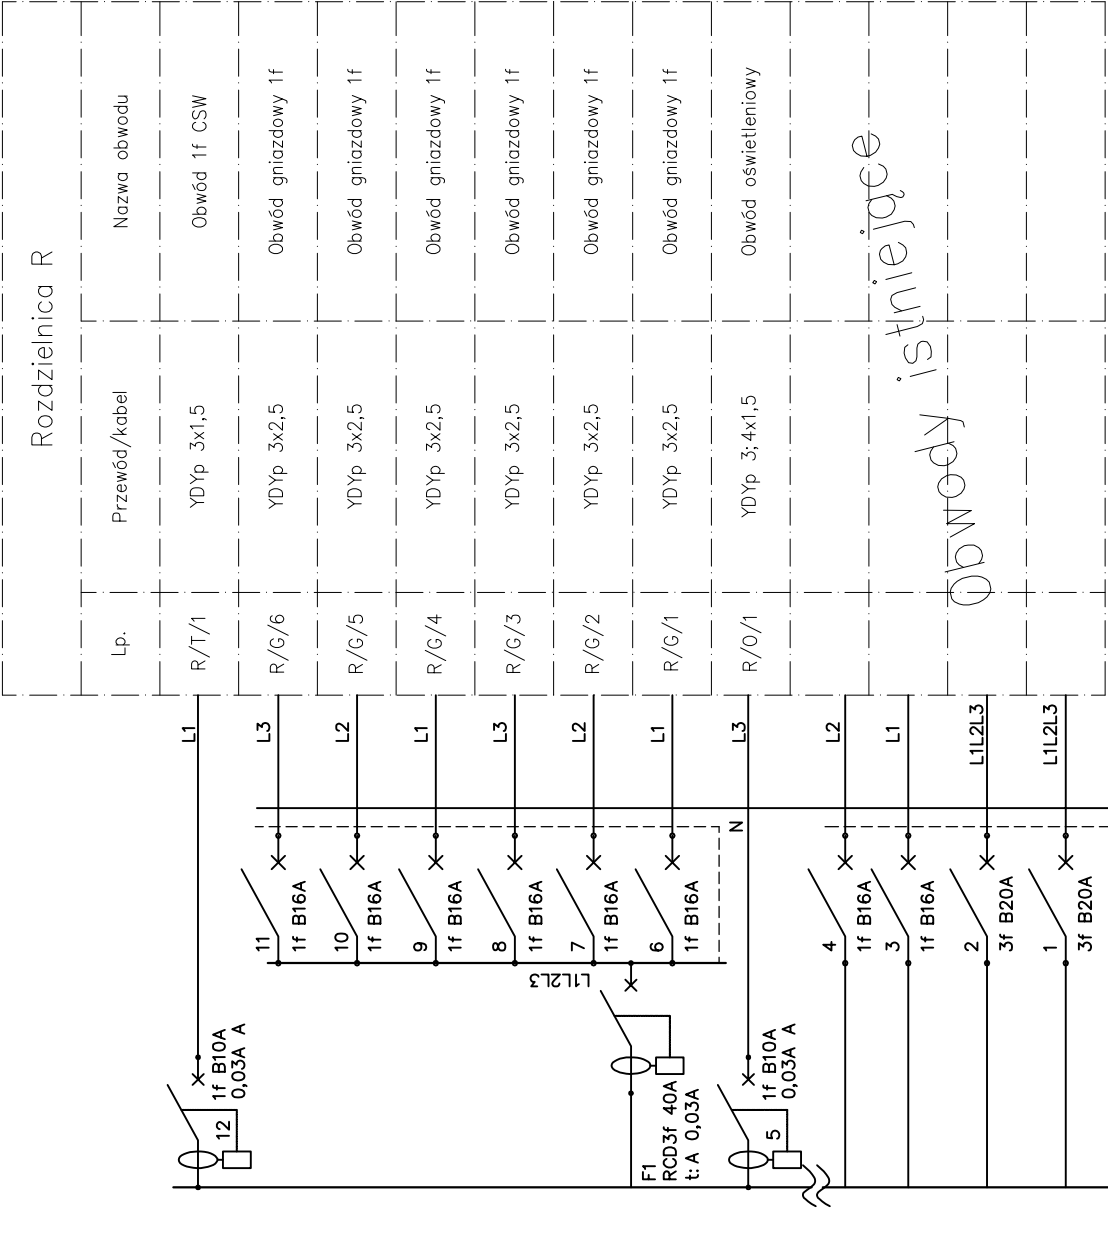 Rozdzielnica R
Lp.
Przewód/kabel
Nazwa obwodu
R/T/1
YDYp 3x1,5
Obwód 1f CSW
R/G/6
YDYp 3x2,5
Obwód gniazdowy 1f
R/G/5
YDYp 3x2,5
Obwód gniazdowy 1f
R/G/4
YDYp 3x2,5
Obwód gniazdowy 1f
R/G/3
YDYp 3x2,5
Obwód gniazdowy 1f
R/G/2
YDYp 3x2,5
Obwód gniazdowy 1f
R/G/1
YDYp 3x2,5
Obwód gniazdowy 1f
R/O/1
YDYp 3;4x1,5
Obwód oświetleniowy
Obwody istniejące
L1
L3
L2
L1
L3
L2
L1
L3
L2
L1
L1L2L3
L1L2L3
N
11
1f B16A
10
1f B16A
9
1f B16A
8
1f B16A
7
1f B16A
6
1f B16A
4
1f B16A
3
1f B16A
2
3f B20A
1
3f B20A
L1L2L3
12
1f B10A
0,03A A
F1
RCD3f 40A
t: A 0,03A
5
1f B10A
0,03A A